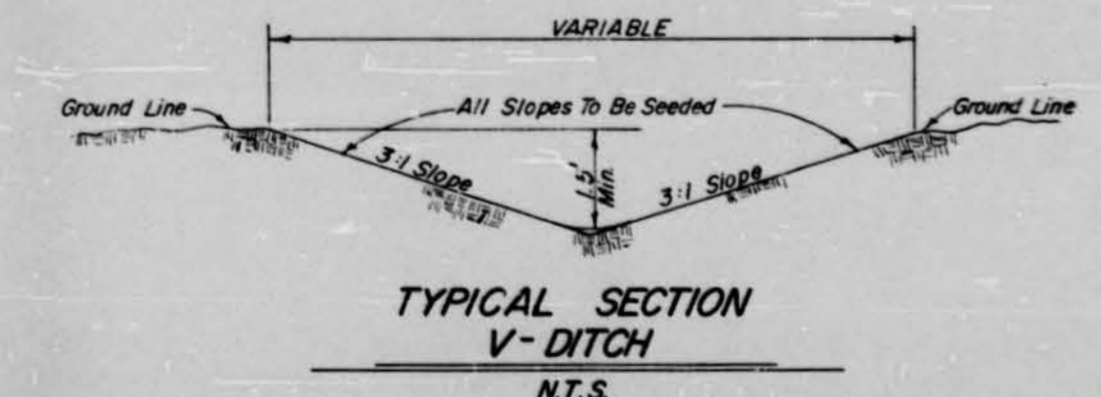 VARIABLE
Ground Line
All Slopes To Be Seeded
Ground Line
3:1 Slope
1.5'
Min.
3:1 Slope
TYPICAL SECTION
V-DITCH
N.T.S.